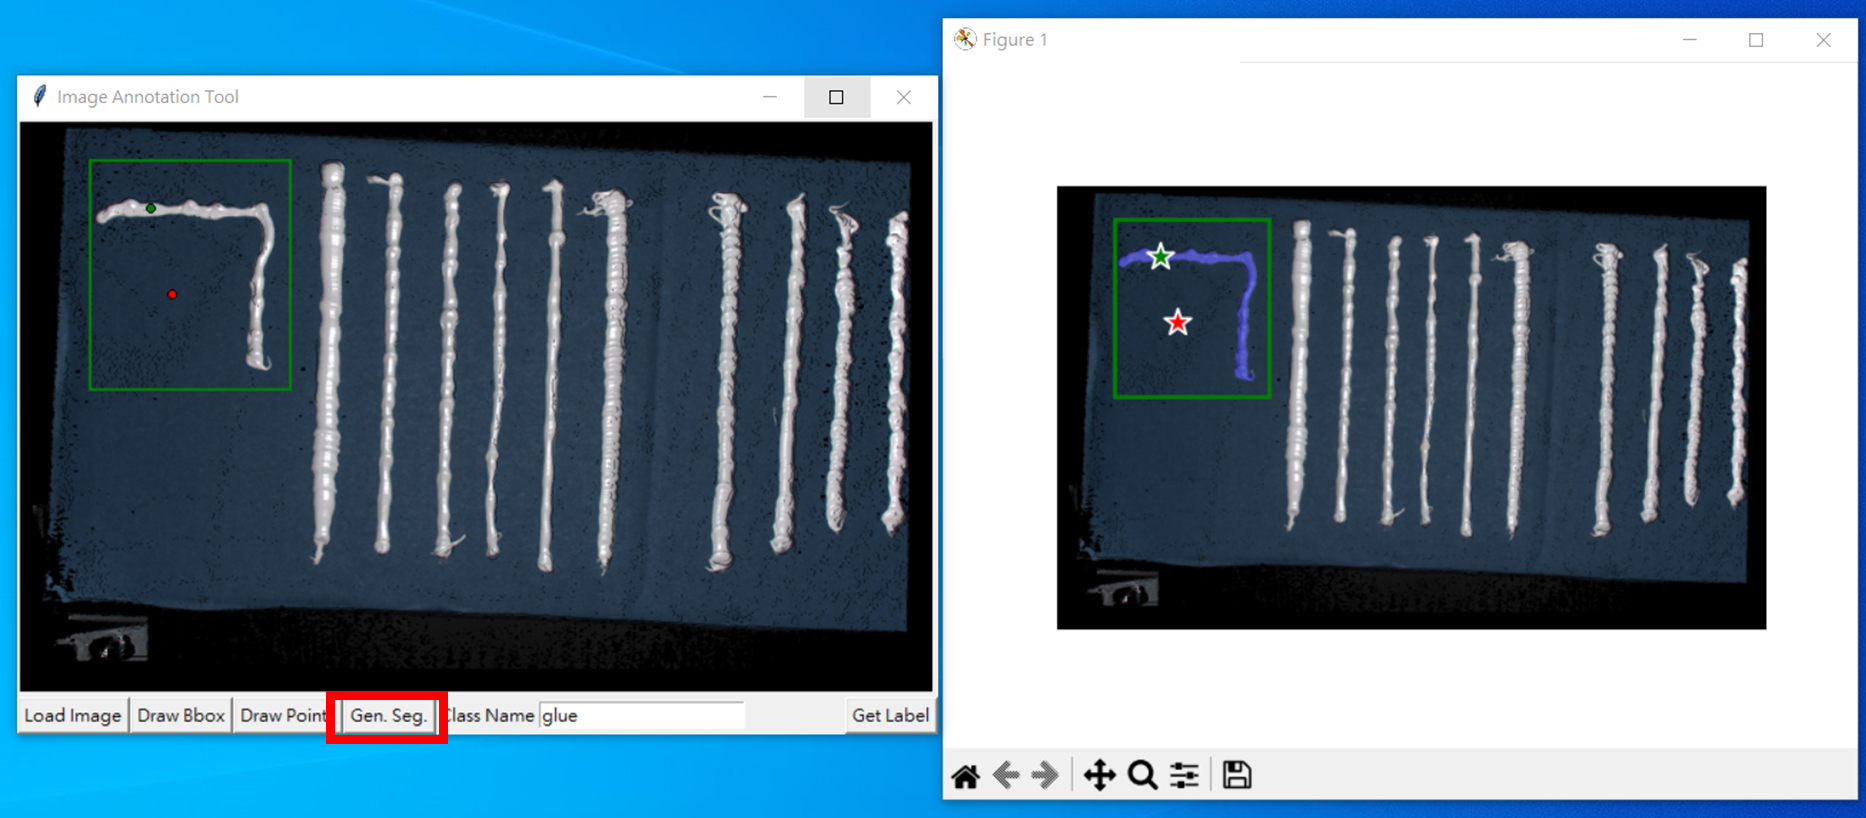 Image Annotation Tool
Load Image Draw Bbox Draw Point Gen. Seg. Class Name glue Get Label
Figure 1